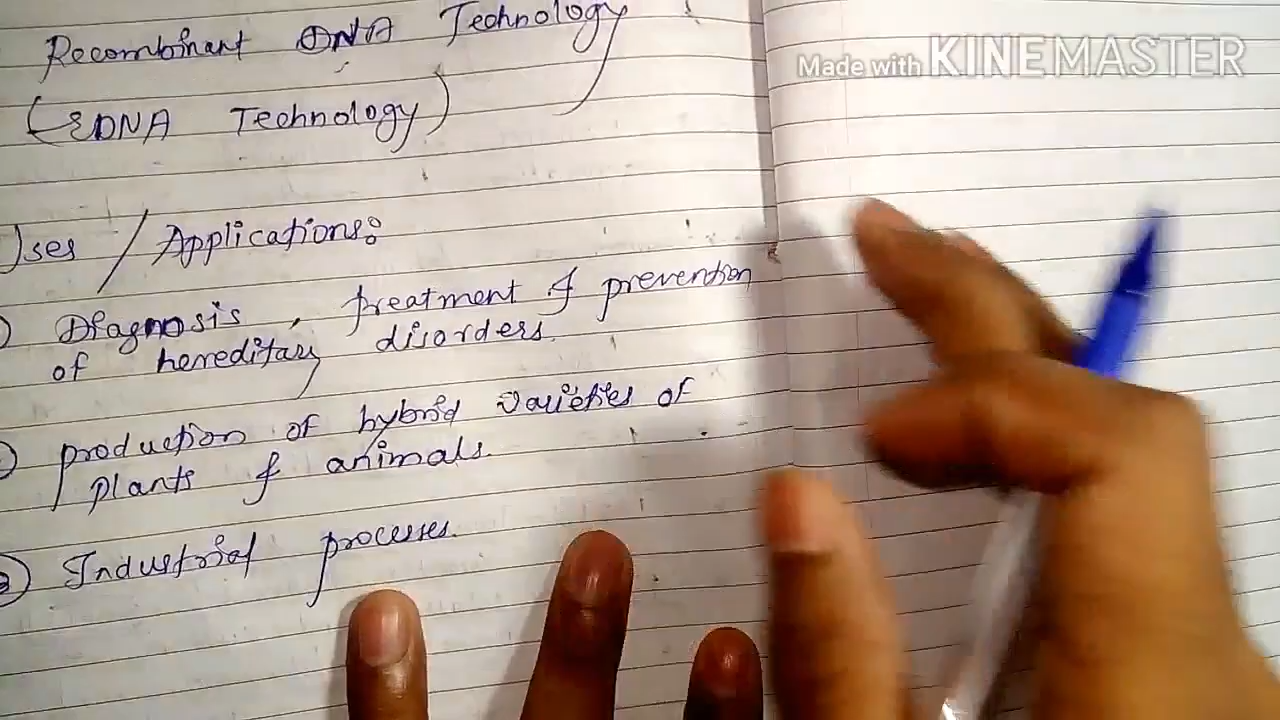 Recombinant DNA Technology
Made with KINEMASTER
(rDNA Technology)
Uses / Applications:
Diagnosis, treatment & prevention
of hereditary disorders.
production of hybrid varieties of
plants & animals.
3 Industrial processes.